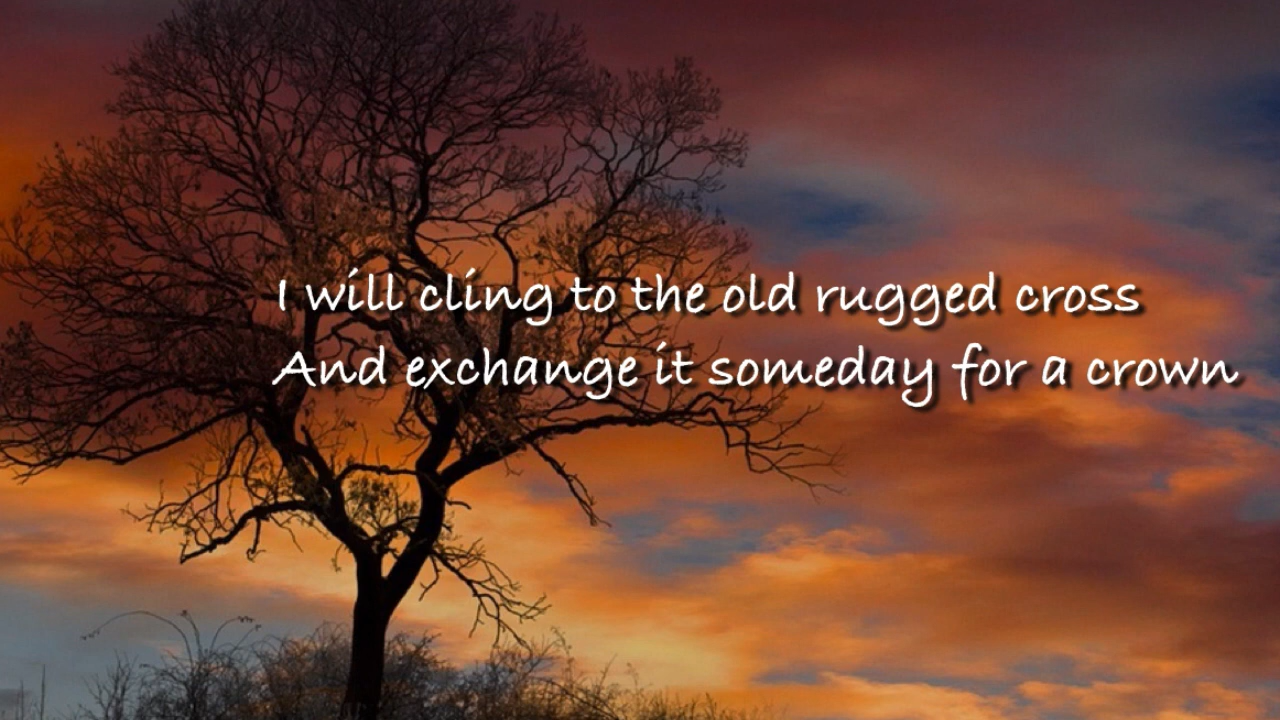 I will cling to the old rugged cross
And exchange it someday for a crown